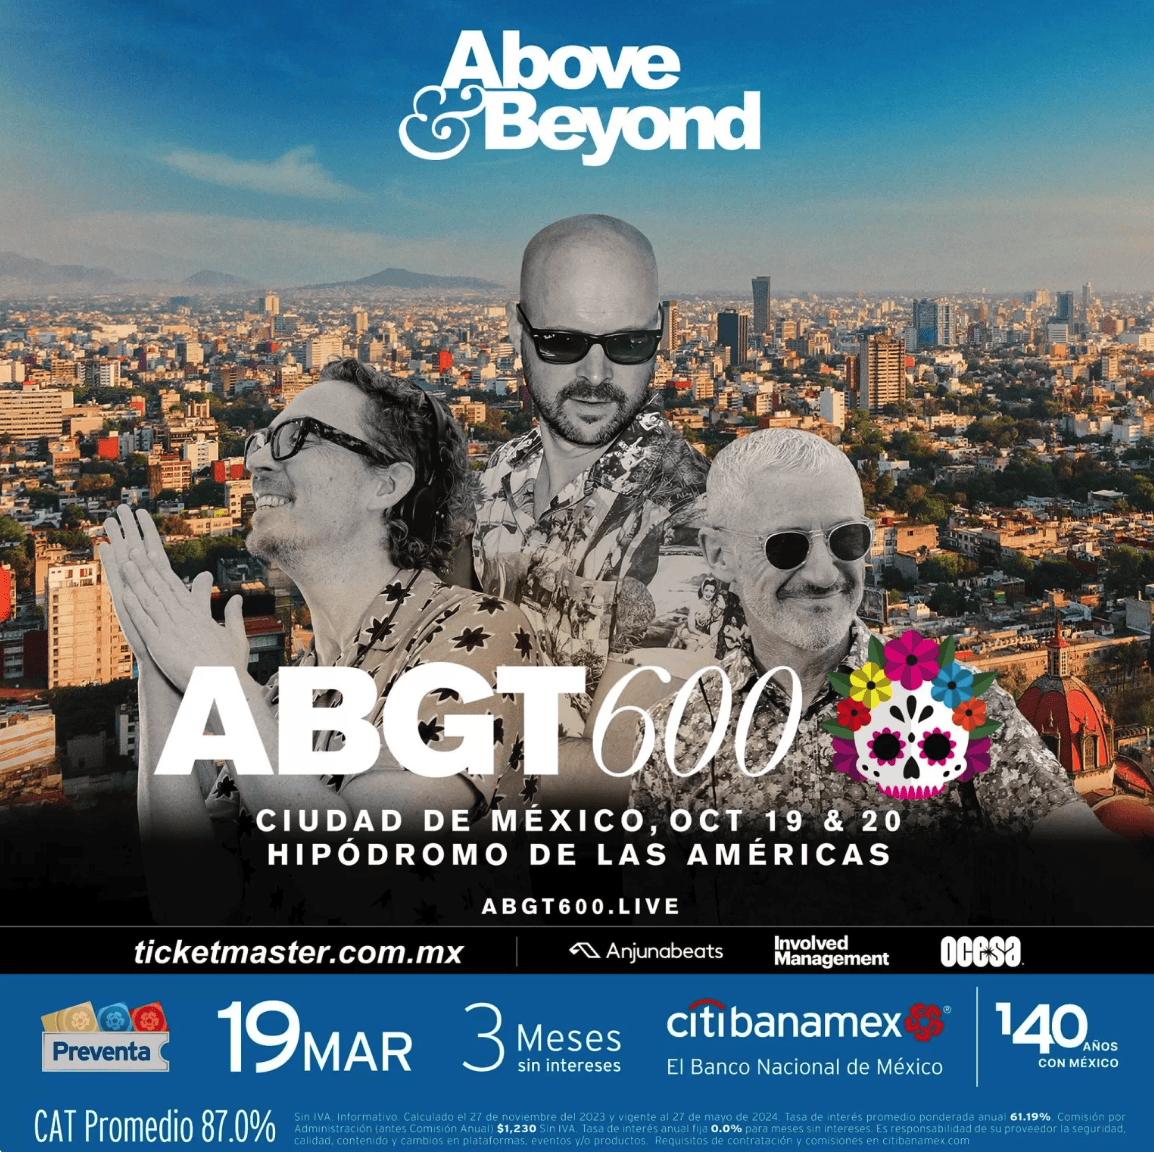 Above
& Beyond
ABGT600
CIUDAD DE MÉXICO, OCT 19 & 20
HIPÓDROMO DE LAS AMÉRICAS
ABGT600.LIVE
ticketmaster.com.mx
Anjunabeats
Involved
Management
OCESA
Preventa
19 MAR
3 Meses
sin intereses
citibanamex®
El Banco Nacional de México
140 AÑOS
CON MÉXICO
CAT Promedio 87.0%
Sin IVA. Informativo. Calculado el 27 de noviembre del 2023 y vigente al 27 de mayo de 2024. Tasa de interés promedio ponderada anual 61.19%. Comisión por
Administración (antes Comisión Anual) $1,230 Sin IVA. Tasa de interés anual fija 0.0% para meses sin intereses. Es responsabilidad de su proveedor la seguridad,
calidad, contenido y cambios en plataformas, eventos y/o productos. Requisitos de contratación y comisiones en citibanamex.com